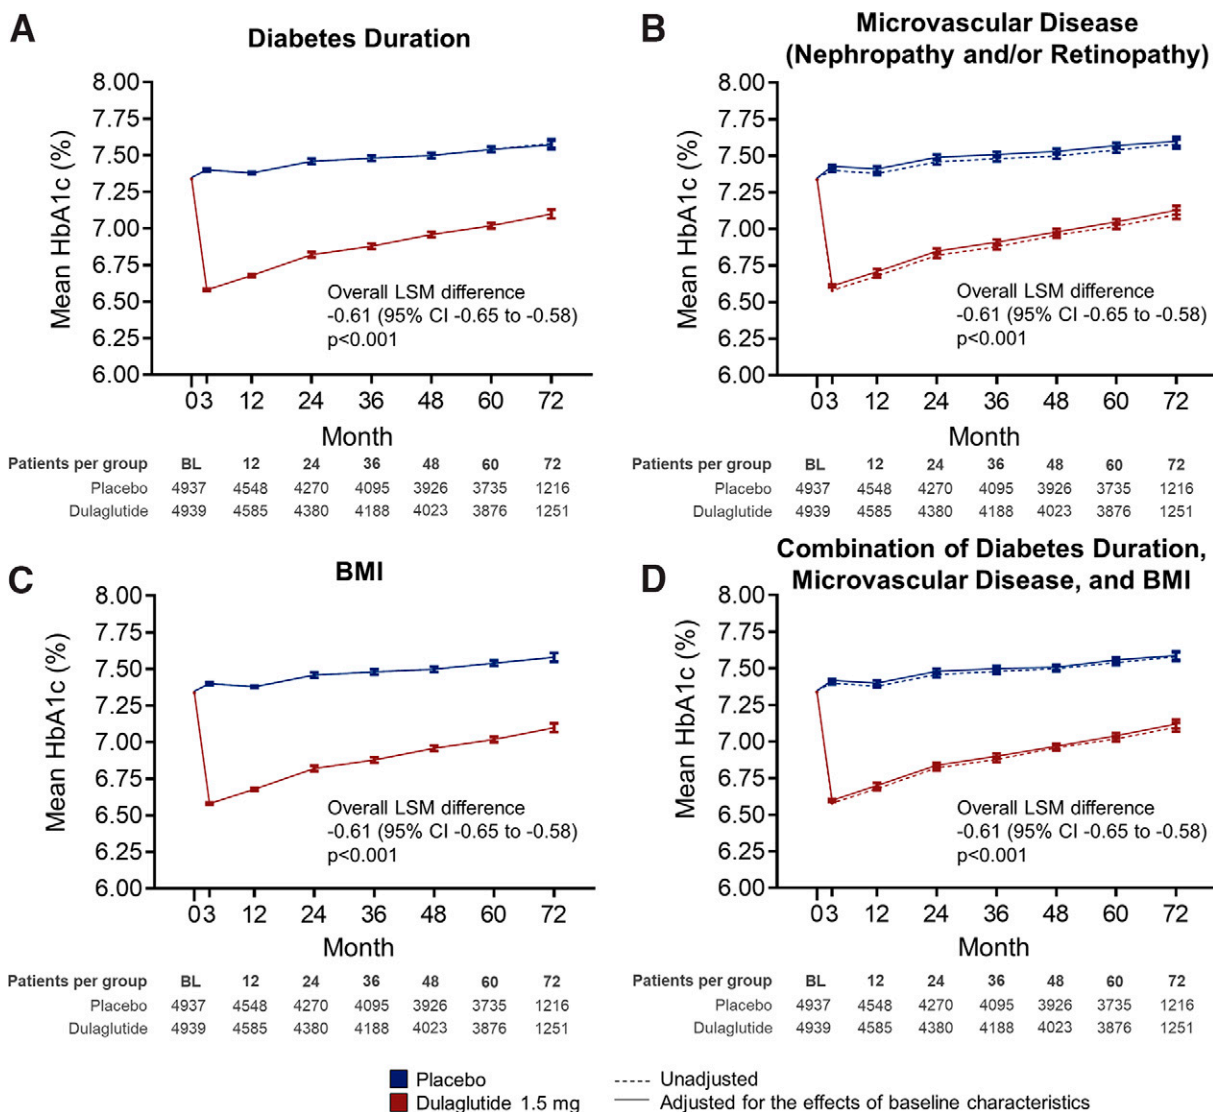 A
Diabetes Duration
8.00
7.75
7.50
7.25
7.00
6.75
6.50
6.25
6.00
Mean HbA1c (%)
Overall LSM difference
-0.61 (95% CI -0.65 to -0.58)
p<0.001
0 3 12 24 36 48 60 72
Month
Patients per group BL 12 24 36 48 60 72
Placebo 4937 4548 4270 4095 3926 3735 1216
Dulaglutide 4939 4585 4380 4188 4023 3876 1251
B
Microvascular Disease
(Nephropathy and/or Retinopathy)
8.00
7.75
7.50
7.25
7.00
6.75
6.50
6.25
6.00
Mean HbA1c (%)
Overall LSM difference
-0.61 (95% CI -0.65 to -0.58)
p<0.001
0 3 12 24 36 48 60 72
Month
Patients per group BL 12 24 36 48 60 72
Placebo 4937 4548 4270 4095 3926 3735 1216
Dulaglutide 4939 4585 4380 4188 4023 3876 1251
C
BMI
8.00
7.75
7.50
7.25
7.00
6.75
6.50
6.25
6.00
Mean HbA1c (%)
Overall LSM difference
-0.61 (95% CI -0.65 to -0.58)
p<0.001
0 3 12 24 36 48 60 72
Month
Patients per group BL 12 24 36 48 60 72
Placebo 4937 4548 4270 4095 3926 3735 1216
Dulaglutide 4939 4585 4380 4188 4023 3876 1251
D
Combination of Diabetes Duration,
Microvascular Disease, and BMI
8.00
7.75
7.50
7.25
7.00
6.75
6.50
6.25
6.00
Mean HbA1c (%)
Overall LSM difference
-0.61 (95% CI -0.65 to -0.58)
p<0.001
0 3 12 24 36 48 60 72
Month
Patients per group BL 12 24 36 48 60 72
Placebo 4937 4548 4270 4095 3926 3735 1216
Dulaglutide 4939 4585 4380 4188 4023 3876 1251
Placebo
Dulaglutide 1.5 mg
Unadjusted
Adjusted for the effects of baseline characteristics